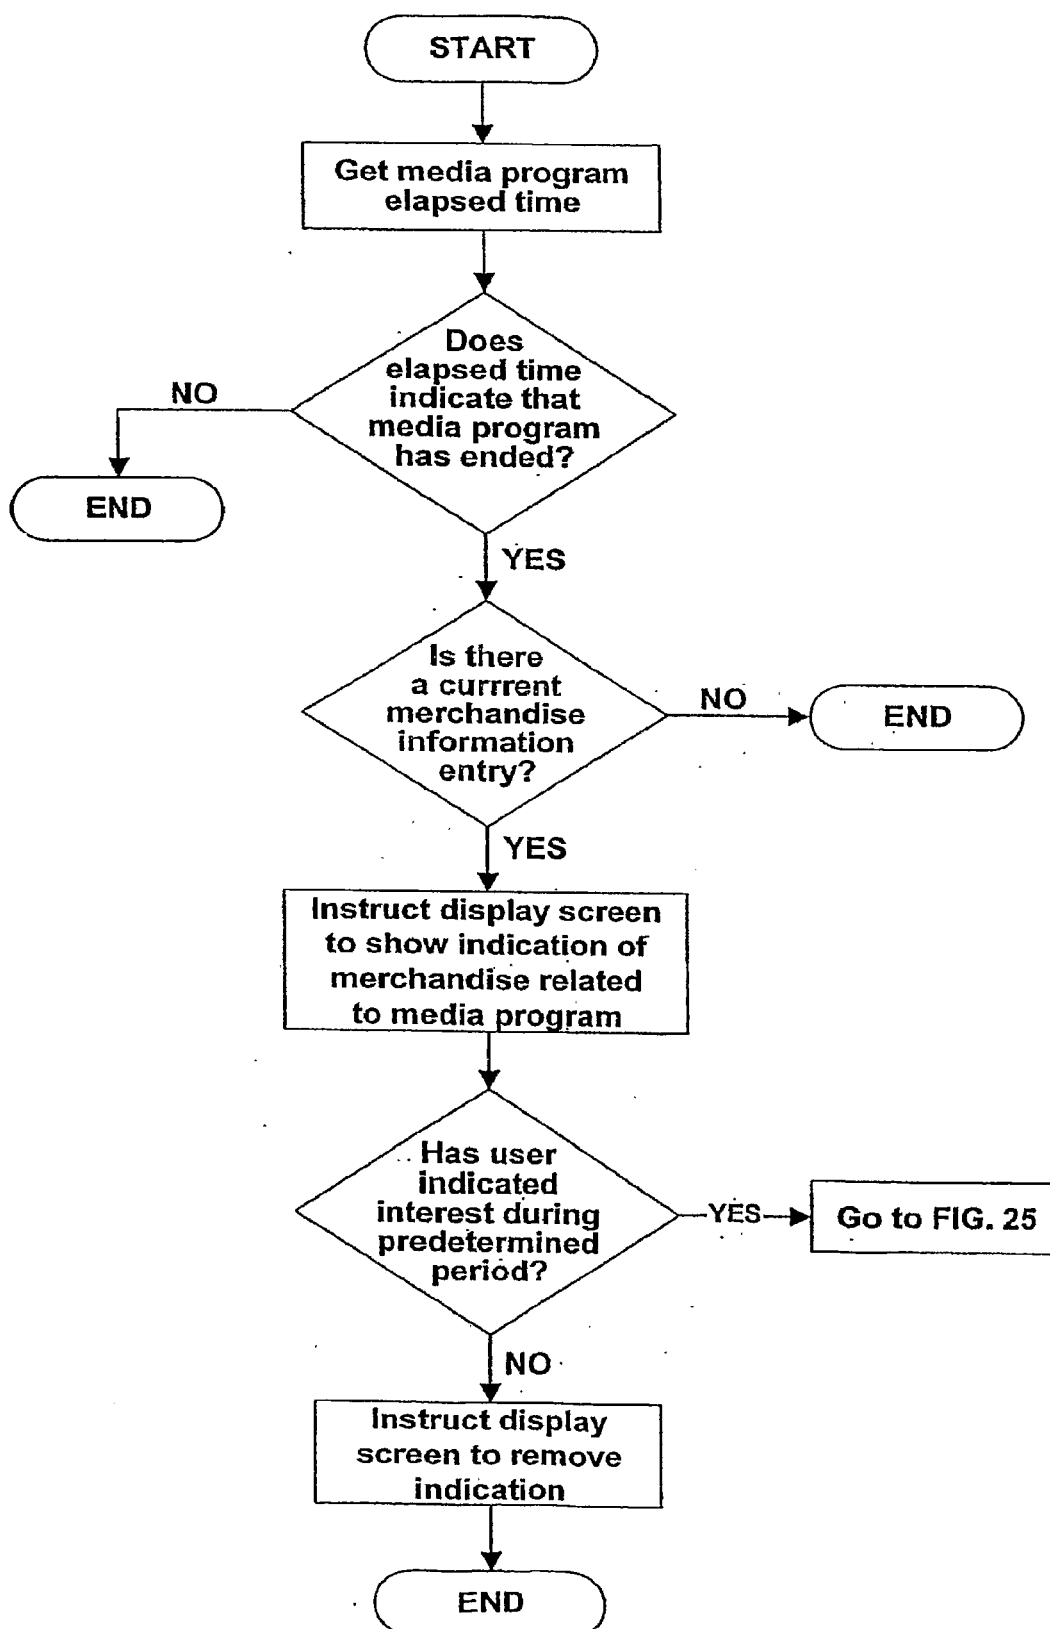 START
Get media program
elapsed time
Does
elapsed time
indicate that
media program
has ended?
NO
END
YES
Is there
a currrent
merchandise
information
entry?
NO
END
YES
Instruct display screen
to show indication of
merchandise related
to media program
Has user
indicated
interest during
predetermined
period?
YES
Go to FIG. 25
NO
Instruct display
screen to remove
indication
END